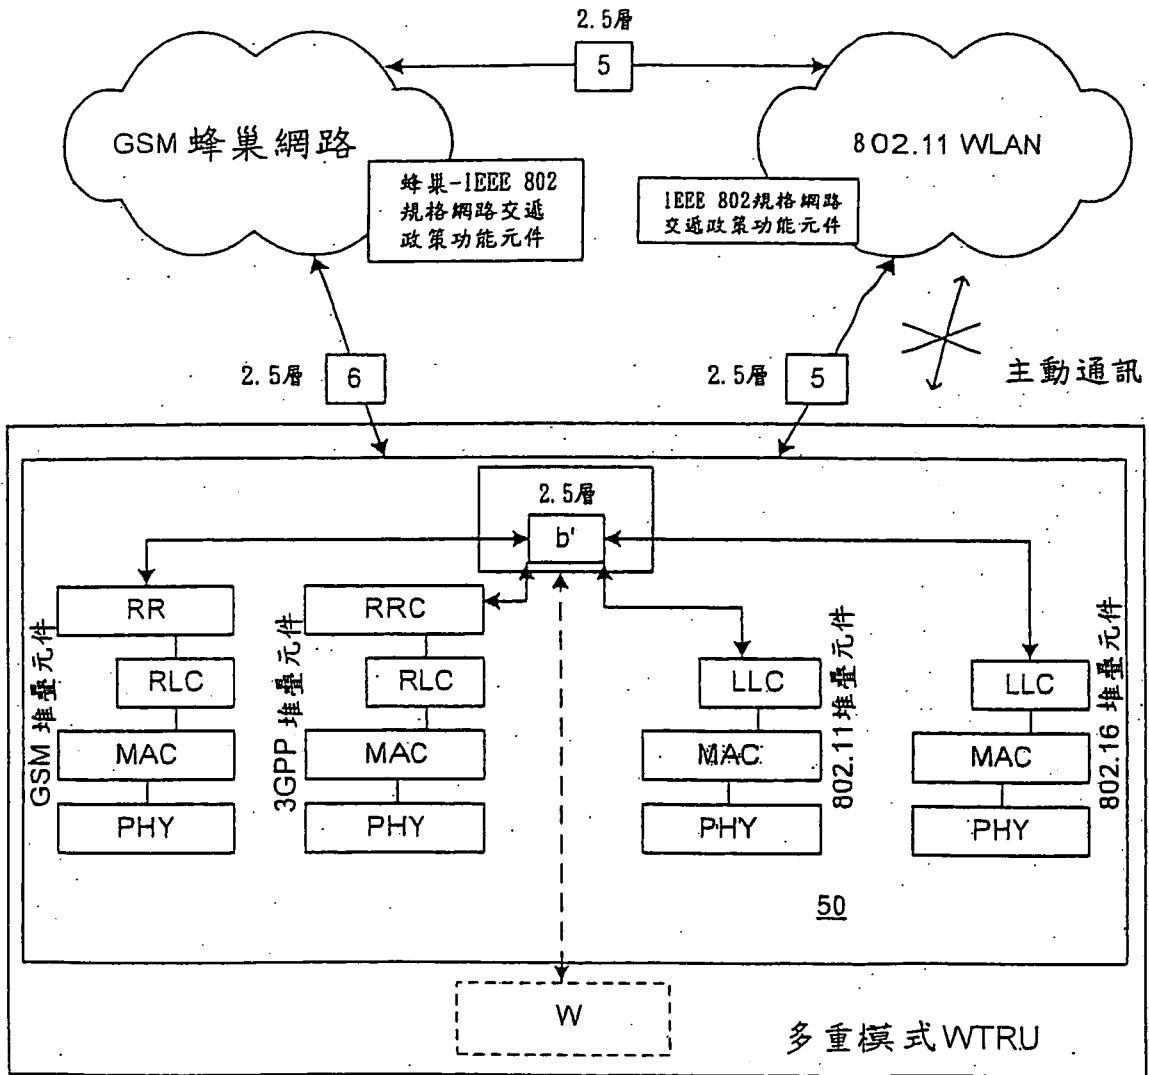 2.5層
5
GSM 蜂巢網路
802.11 WLAN
蜂巢-IEEE 802
規格網路交遞
政策功能元件
IEEE 802規格網路
交遞政策功能元件
2.5層
6
2.5層
5
主動通訊
2.5層
b'
GSM 堆疊元件
RR
RLC
MAC
PHY
3GPP 堆疊元件
RRC
RLC
MAC
PHY
LLC
MAC
PHY
802.11堆疊元件
LLC
MAC
PHY
802.16 堆疊元件
50
W
多重模式WTRU